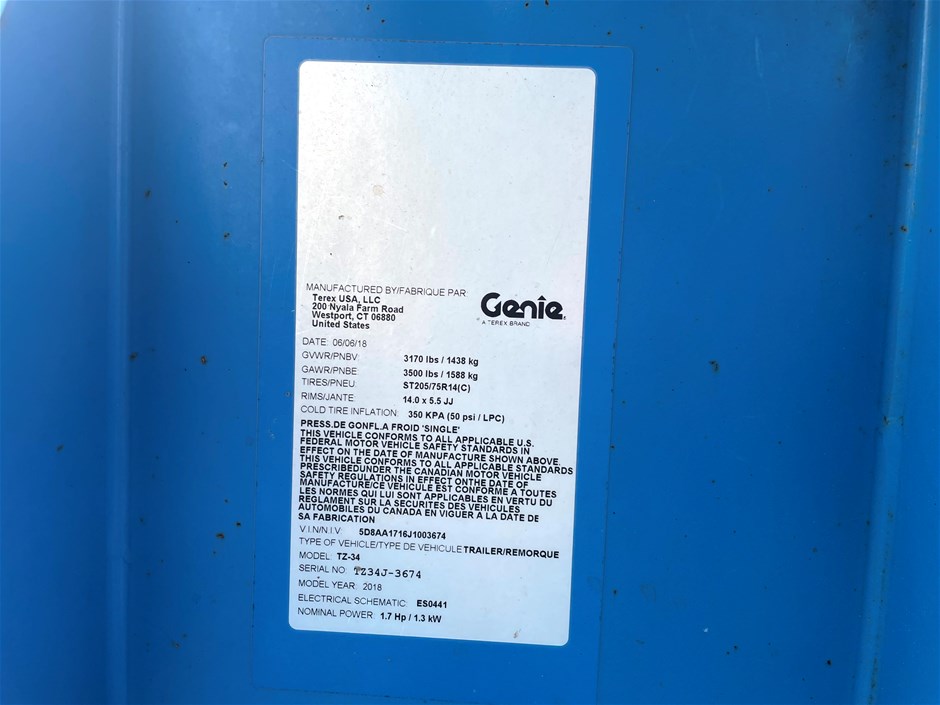 MANUFACTURED BY/FABRIQUE PAR:
Terex USA, LLC
200 Nyala Farm Road
Westport, CT 06880
United States
Genie
A TEREX BRAND
DATE: 06/06/18
GVWR/PNBV: 3170 lbs / 1438 kg
GAWR/PNBE 3500 lbs / 1588 kg
TIRES/PNEU. ST205/75R14(C)
RIMS/JANTE 14.0 x 5.5 JJ
COLD TIRE INFLATION: 350 KPA (50 psi / LPC)
PRESS.DE GONFL.A FROID 'SINGLE'
THIS VEHICLE CONFORMS TO ALL APPLICABLE U.S.
FEDERAL MOTOR VEHICLE SAFETY STANDARDS IN
EFFECT ON THE DATE OF MANUFACTURE SHOWN ABOVE.
THIS VEHICLE CONFORMS TO ALL APPLICABLE STANDARDS
PRESCRIBEDUNDER THE CANADIAN MOTOR VEHICLE
SAFETY REGULATIONS IN EFFECT ONTHE DATE OF
MANUFACTURE/CE VEHICULE EST CONFORME A TOUTES
LES NORMES QUI LUI SONT APPLICABLES EN VERTU DU
REGLAMENT SUR LA SECURITES DES VEHICULES
AUTOMOBILES DU CANADA EN VIGUER A LA DATE DE
SA FABRICATION
V.I.N/N.I.V. 5D8AA1716J1003674
TYPE OF VEHICLE/TYPE DE VEHICULE TRAILER/REMORQUE
MODEL: TZ-34
SERIAL NO: TZ34J-3674
MODEL YEAR: 2018
ELECTRICAL SCHEMATIC: ES0441
NOMINAL POWER: 1.7 Hp / 1.3 kW